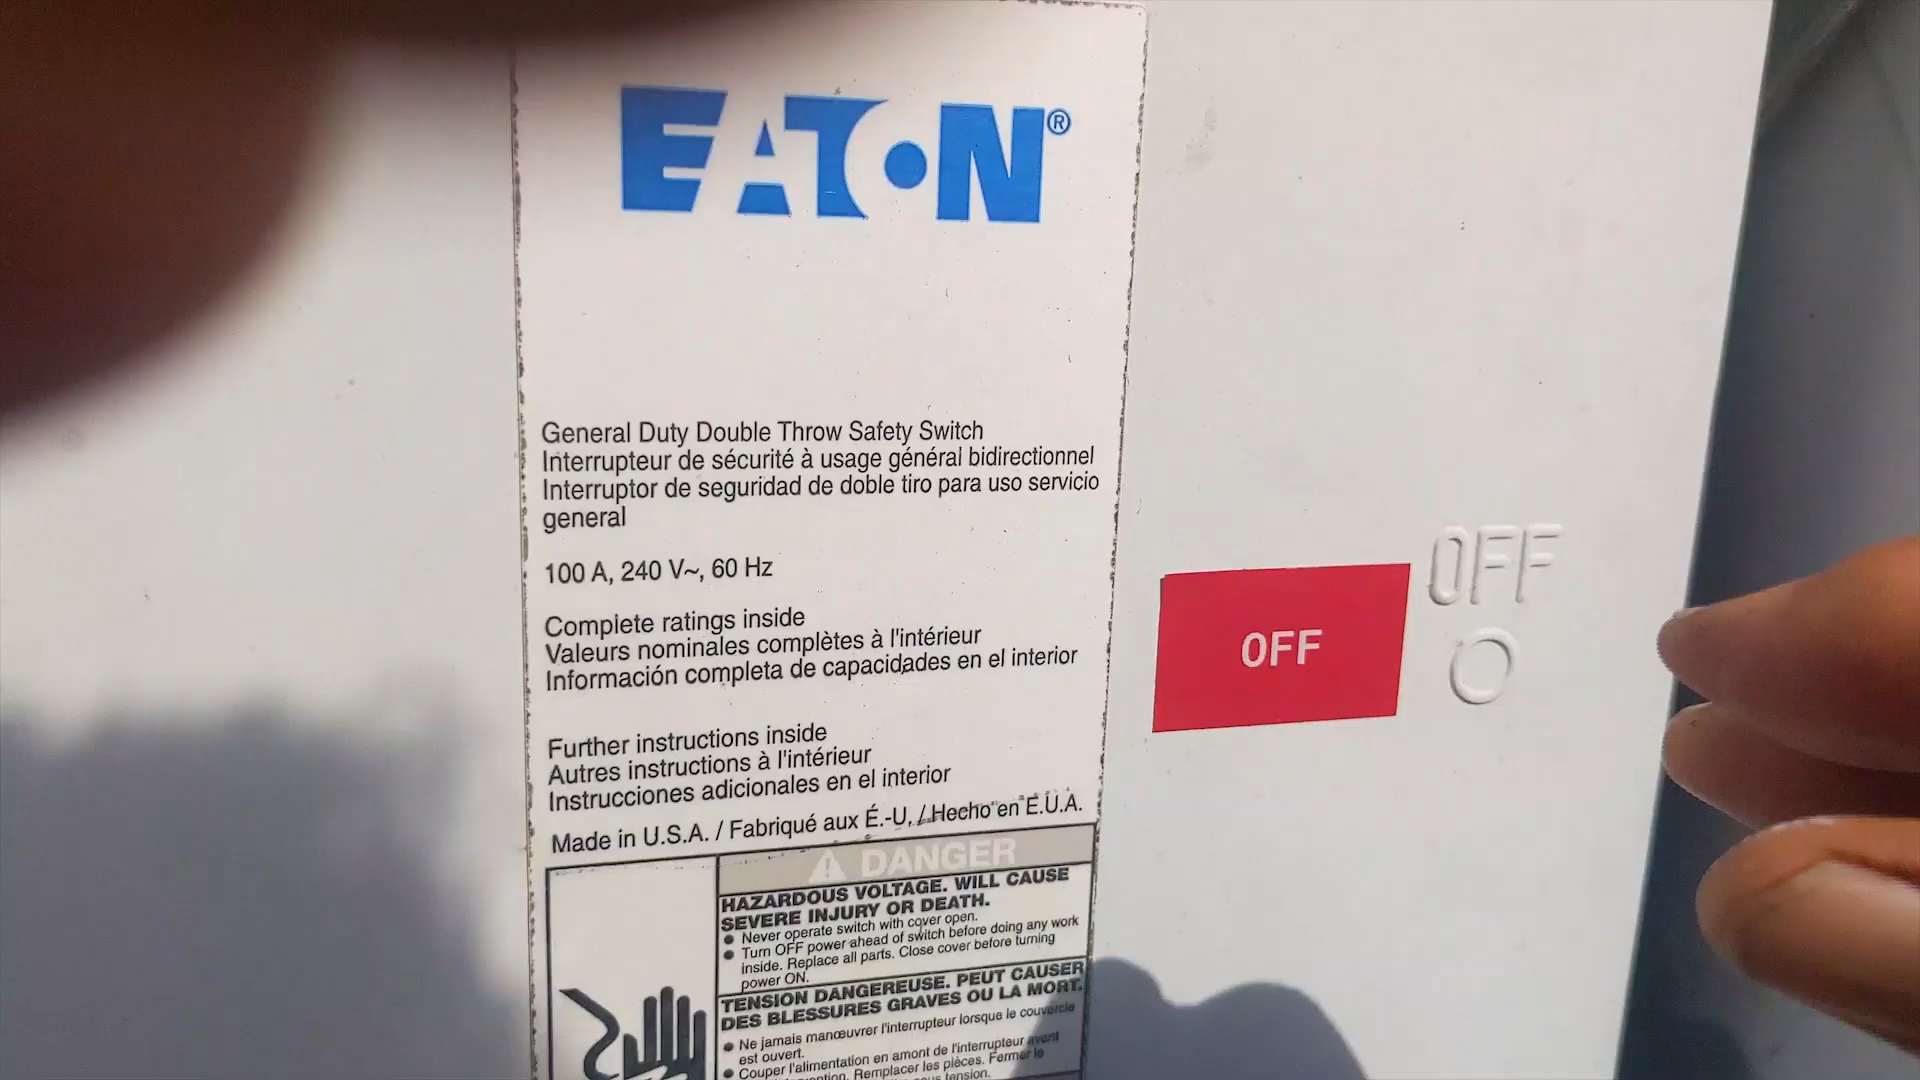 EATON®
General Duty Double Throw Safety Switch
Interrupteur de sécurité à usage général bidirectionnel
Interruptor de seguridad de doble tiro para uso servicio
general
100 A, 240 V~, 60 Hz
Complete ratings inside
Valeurs nominales complètes à l'intérieur
Información completa de capacidades en el interior
Further instructions inside
Autres instructions à l'intérieur
Instrucciones adicionales en el interior
Made in U.S.A. / Fabriqué aux É.-U. / Hecho en E.U.A.
DANGER
HAZARDOUS VOLTAGE. WILL CAUSE
SEVERE INJURY OR DEATH.
● Never operate switch with cover open.
● Turn OFF power ahead of switch before doing any work
inside. Replace all parts. Close cover before turning
power ON.
TENSION DANGEREUSE. PEUT CAUSER
DES BLESSURES GRAVES OU LA MORT.
● Ne jamais manœuvrer l'interrupteur lorsque le couvercle
est ouvert.
● Couper l'alimentation en amont de l'interrupteur avant
Remplacer les pièces. Fermer le
tension.
OFF
OFF
O